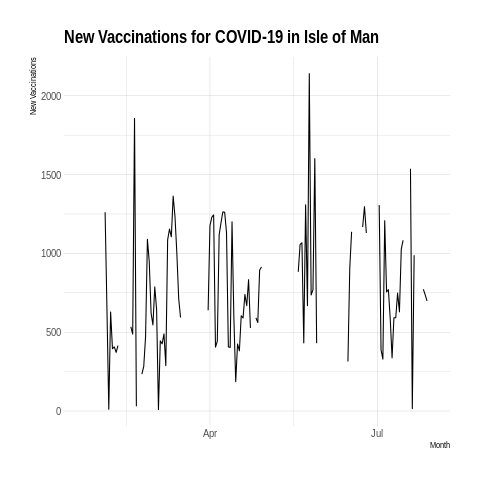 New Vaccinations for COVID-19 in Isle of Man
New Vaccinations
2000
1500
1000
500
0
Apr
Jul
Month